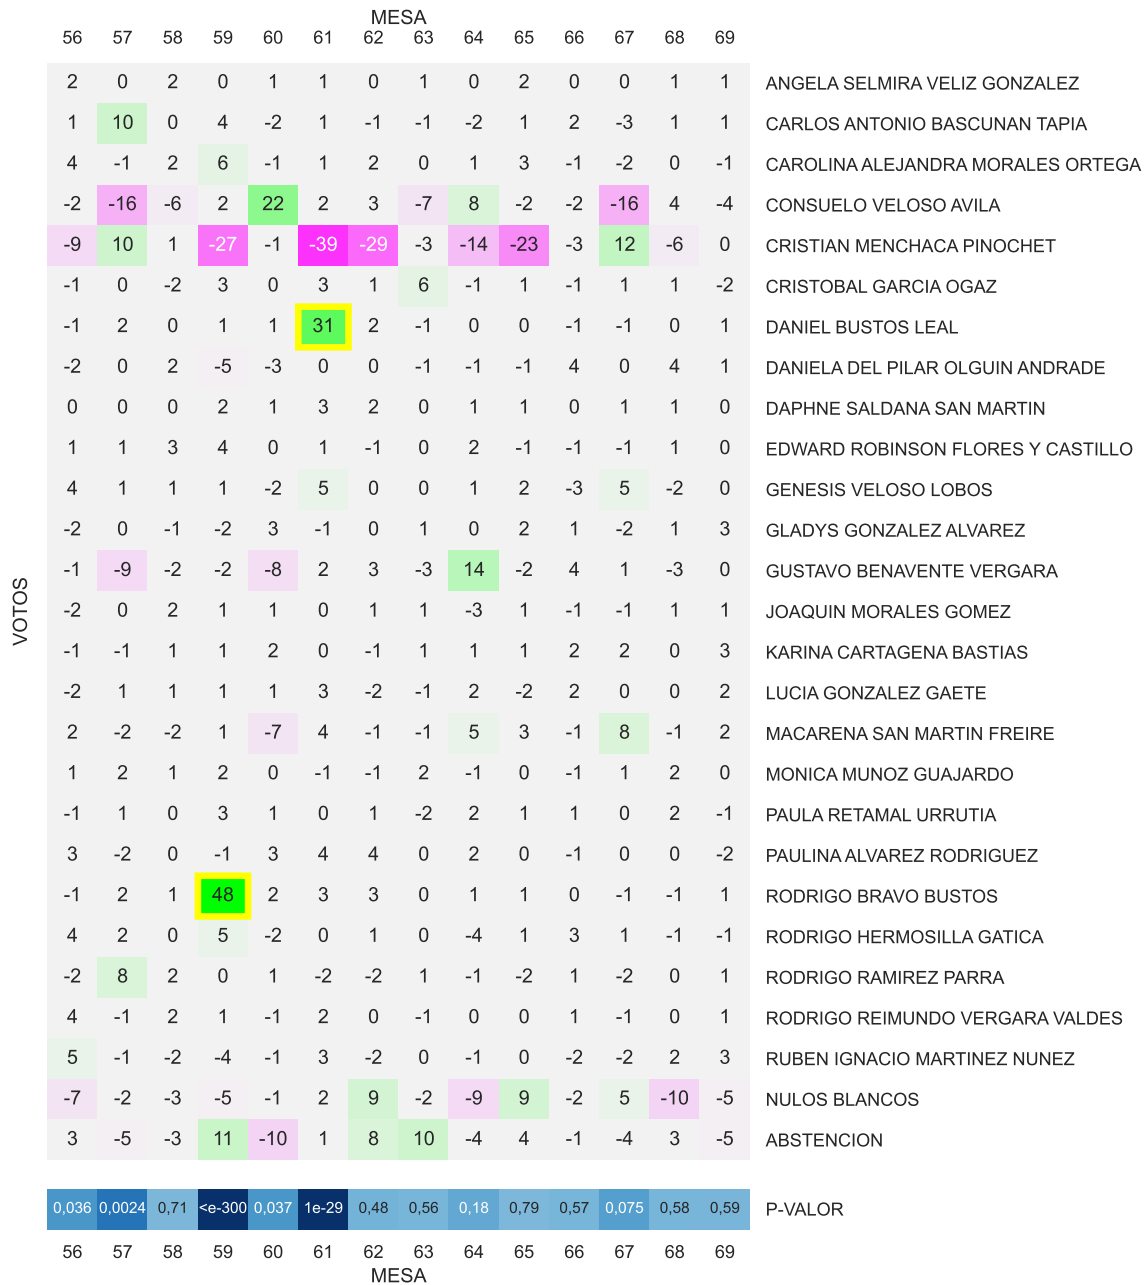 MESA
56 57 58 59 60 61 62 63 64 65 66 67 68 69
2 0 2 0 1 1 0 1 0 2 0 0 1 1 ANGELA SELMIRA VELIZ GONZALEZ
1 10 0 4 -2 1 -1 -1 -2 1 2 -3 1 1 CARLOS ANTONIO BASCUNAN TAPIA
4 -1 2 6 -1 1 2 0 1 3 -1 -2 0 -1 CAROLINA ALEJANDRA MORALES ORTEGA
-2 -16 -6 2 22 2 3 -7 8 -2 -2 -16 4 -4 CONSUELO VELOSO AVILA
-9 10 1 -27 -1 -39 -29 -3 -14 -23 -3 12 -6 0 CRISTIAN MENCHACA PINOCHET
-1 0 -2 3 0 3 1 6 -1 1 -1 1 1 -2 CRISTOBAL GARCIA OGAZ
-1 2 0 1 1 31 2 -1 0 0 -1 -1 0 1 DANIEL BUSTOS LEAL
-2 0 2 -5 -3 0 0 -1 -1 -1 4 0 4 1 DANIELA DEL PILAR OLGUIN ANDRADE
0 0 0 2 1 3 2 0 1 1 0 1 1 0 DAPHNE SALDANA SAN MARTIN
1 1 3 4 0 1 -1 0 2 -1 -1 -1 1 0 EDWARD ROBINSON FLORES Y CASTILLO
4 1 1 1 -2 5 0 0 1 2 -3 5 -2 0 GENESIS VELOSO LOBOS
-2 0 -1 -2 3 -1 0 1 0 2 1 -2 1 3 GLADYS GONZALEZ ALVAREZ
-1 -9 -2 -2 -8 2 3 -3 14 -2 4 1 -3 0 GUSTAVO BENAVENTE VERGARA
VOTOS
-2 0 2 1 1 0 1 1 -3 1 -1 -1 1 1 JOAQUIN MORALES GOMEZ
-1 -1 1 1 2 0 -1 1 1 1 2 2 0 3 KARINA CARTAGENA BASTIAS
-2 1 1 1 1 3 -2 -1 2 -2 2 0 0 2 LUCIA GONZALEZ GAETE
2 -2 -2 1 -7 4 -1 -1 5 3 -1 8 -1 2 MACARENA SAN MARTIN FREIRE
1 2 1 2 0 -1 -1 2 -1 0 -1 1 2 0 MONICA MUNOZ GUAJARDO
-1 1 0 3 1 0 1 -2 2 1 1 0 2 -1 PAULA RETAMAL URRUTIA
3 -2 0 -1 3 4 4 0 2 0 -1 0 0 -2 PAULINA ALVAREZ RODRIGUEZ
-1 2 1 48 2 3 3 0 1 1 0 -1 -1 1 RODRIGO BRAVO BUSTOS
4 2 0 5 -2 0 1 0 -4 1 3 1 -1 -1 RODRIGO HERMOSILLA GATICA
-2 8 2 0 1 -2 -2 1 -1 -2 1 -2 0 1 RODRIGO RAMIREZ PARRA
4 -1 2 1 -1 2 0 -1 0 0 1 -1 0 1 RODRIGO REIMUNDO VERGARA VALDES
5 -1 -2 -4 -1 3 -2 0 -1 0 -2 -2 2 3 RUBEN IGNACIO MARTINEZ NUNEZ
-7 -2 -3 -5 -1 2 9 -2 -9 9 -2 5 -10 -5 NULOS BLANCOS
3 -5 -3 11 -10 1 8 10 -4 4 -1 -4 3 -5 ABSTENCION
0,036 0,0024 0,71 <e-300 0,037 1e-29 0,48 0,56 0,18 0,79 0,57 0,075 0,58 0,59 P-VALOR
56 57 58 59 60 61 62 63 64 65 66 67 68 69
MESA